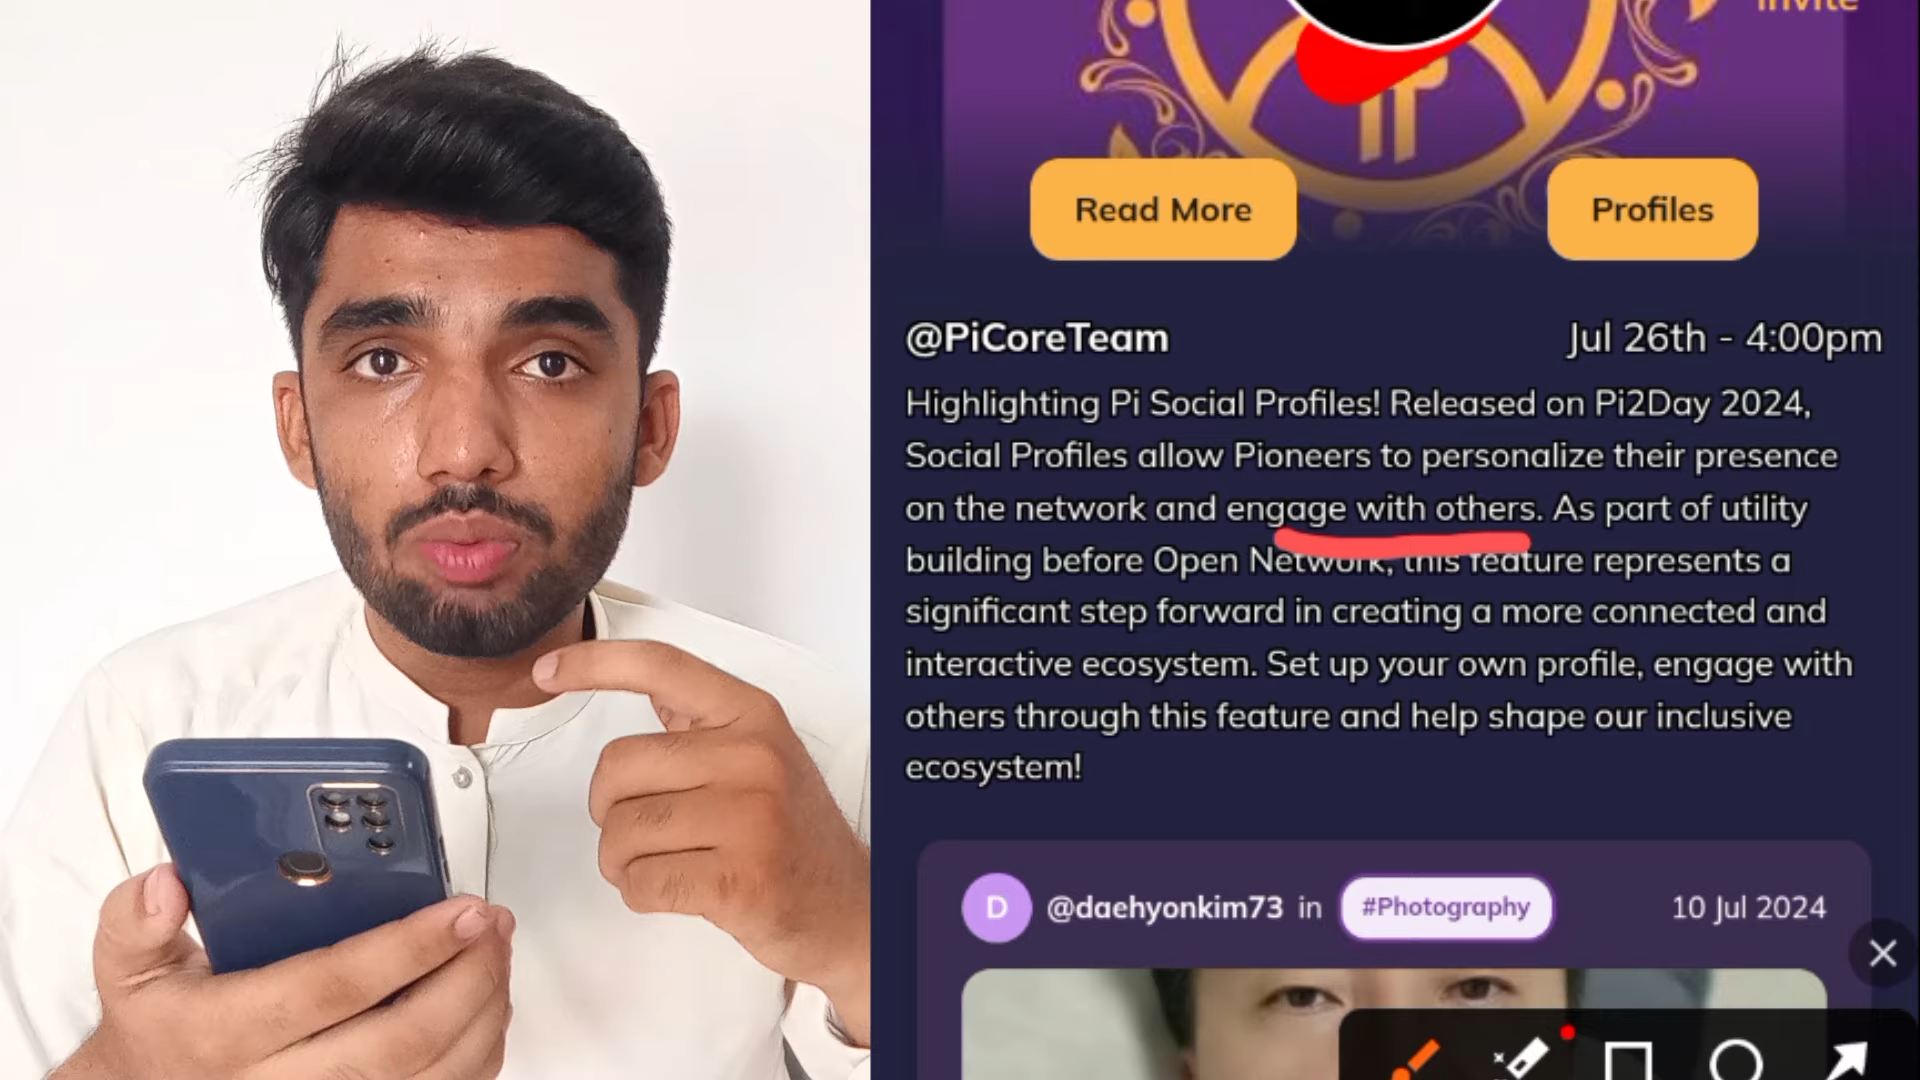 Invite
Read More
Profiles
@PiCoreTeam
Jul 26th - 4:00pm
Highlighting Pi Social Profiles! Released on Pi2Day 2024,
Social Profiles allow Pioneers to personalize their presence
on the network and engage with others. As part of utility
building before Open Network, this feature represents a
significant step forward in creating a more connected and
interactive ecosystem. Set up your own profile, engage with
others through this feature and help shape our inclusive
ecosystem!
D @daehyonkim73 in #Photography 10 Jul 2024